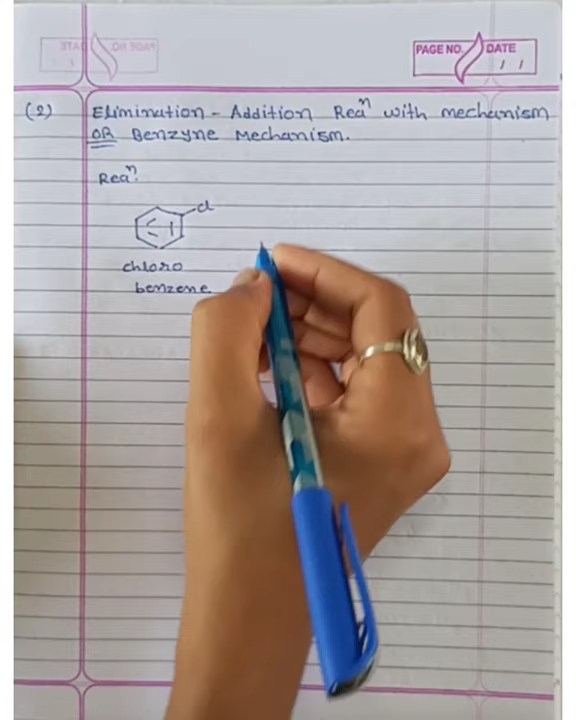 PAGE NO. DATE
/ /
(2) Elimination - Addition Reaⁿ with mechanism
OR Benzyne Mechanism.
Reaⁿ:
cl
chloro
benzene